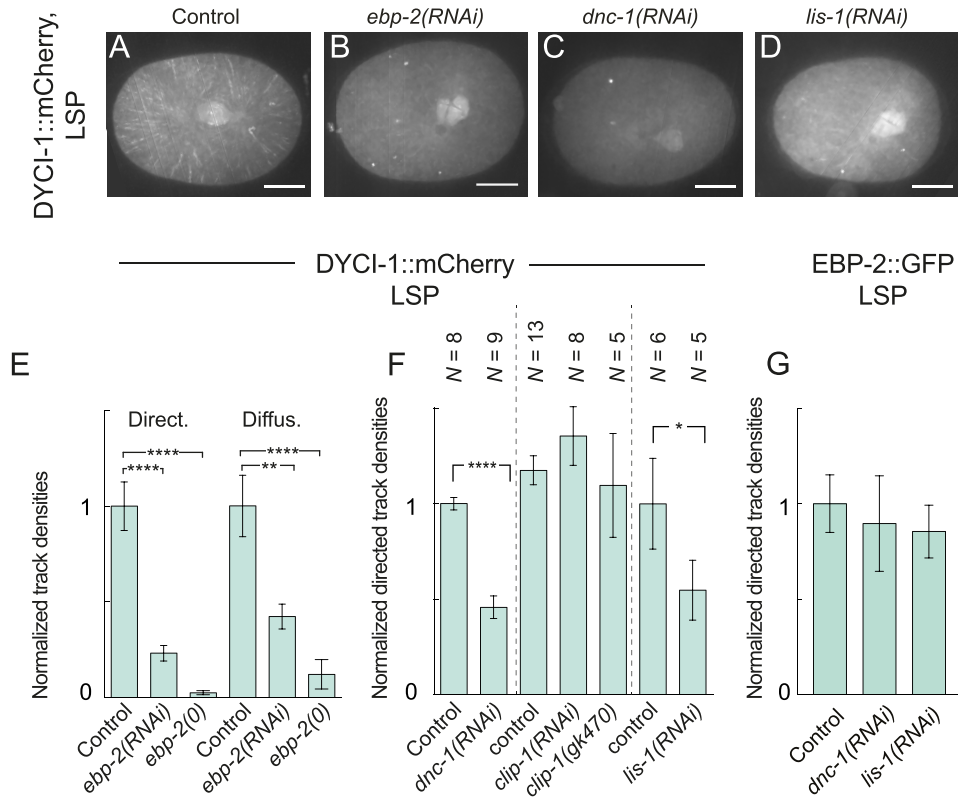 Control
ebp-2(RNAi)
dnc-1(RNAi)
lis-1(RNAi)
DYCI-1::mCherry,
LSP
A
B
C
D
DYCI-1::mCherry
LSP
EBP-2::GFP
LSP
E
Normalized track densities
Direct.
Diffus.
****
****
****
**
1
0
Control
ebp-2(RNAi)
ebp-2(0)
Control
ebp-2(RNAi)
ebp-2(0)
F
Normalized directed track densities
N = 8
N = 9
N = 13
N = 8
N = 5
N = 6
N = 5
****
*
1
0
Control
dnc-1(RNAi)
control
clip-1(RNAi)
clip-1(gk470)
control
lis-1(RNAi)
G
Normalized directed track densities
1
0
Control
dnc-1(RNAi)
lis-1(RNAi)